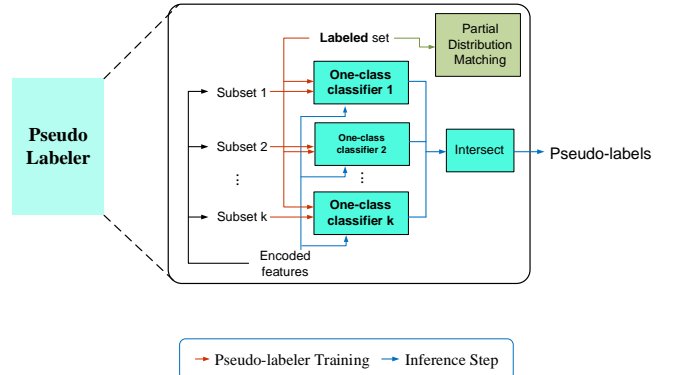 Pseudo
Labeler
Labeled set
Partial
Distribution
Matching
Subset 1
One-class
classifier 1
Subset 2
One-class
classifier 2
Intersect
Pseudo-labels
⋮
⋮
Subset k
One-class
classifier k
Encoded
features
Pseudo-labeler Training
Inference Step